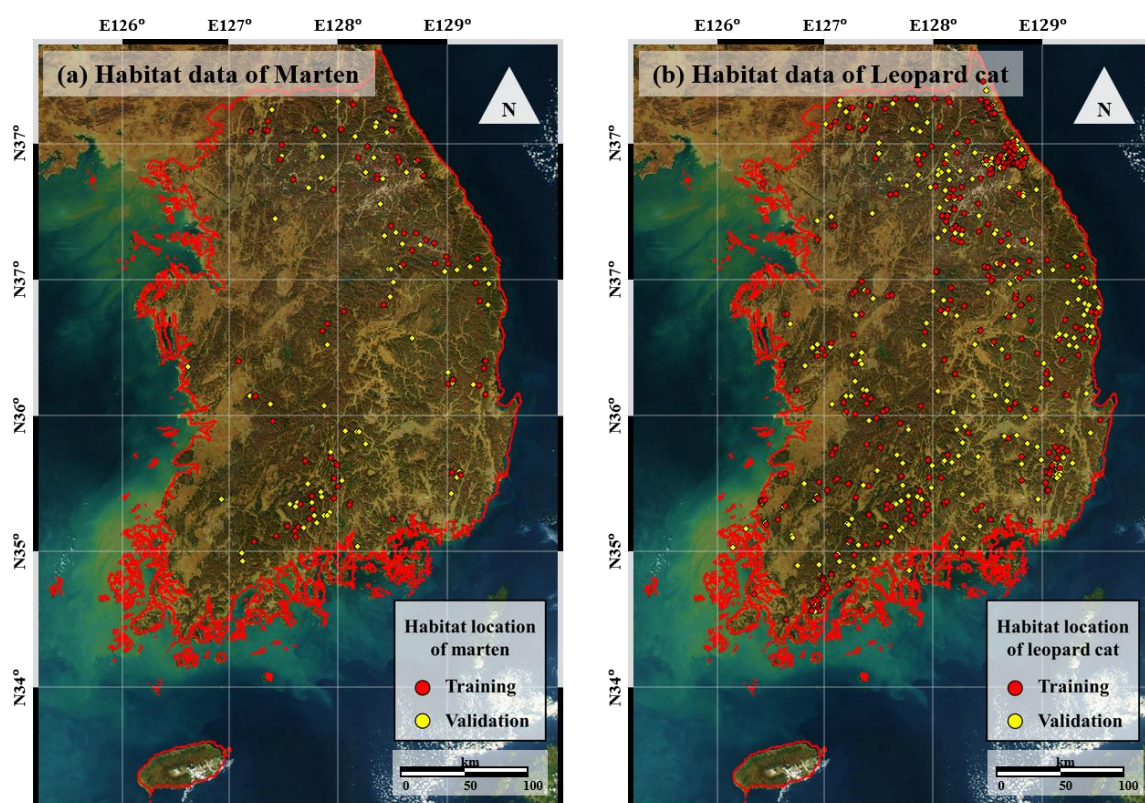 E126° E127° E128° E129°
(a) Habitat data of Marten
N
N37°
N37°
N36°
N35°
N34°
Habitat location
of marten
Training
Validation
km
0 50 100
E126° E127° E128° E129°
(b) Habitat data of Leopard cat
N
N37°
N37°
N36°
N35°
N34°
Habitat location
of leopard cat
Training
Validation
km
0 50 100